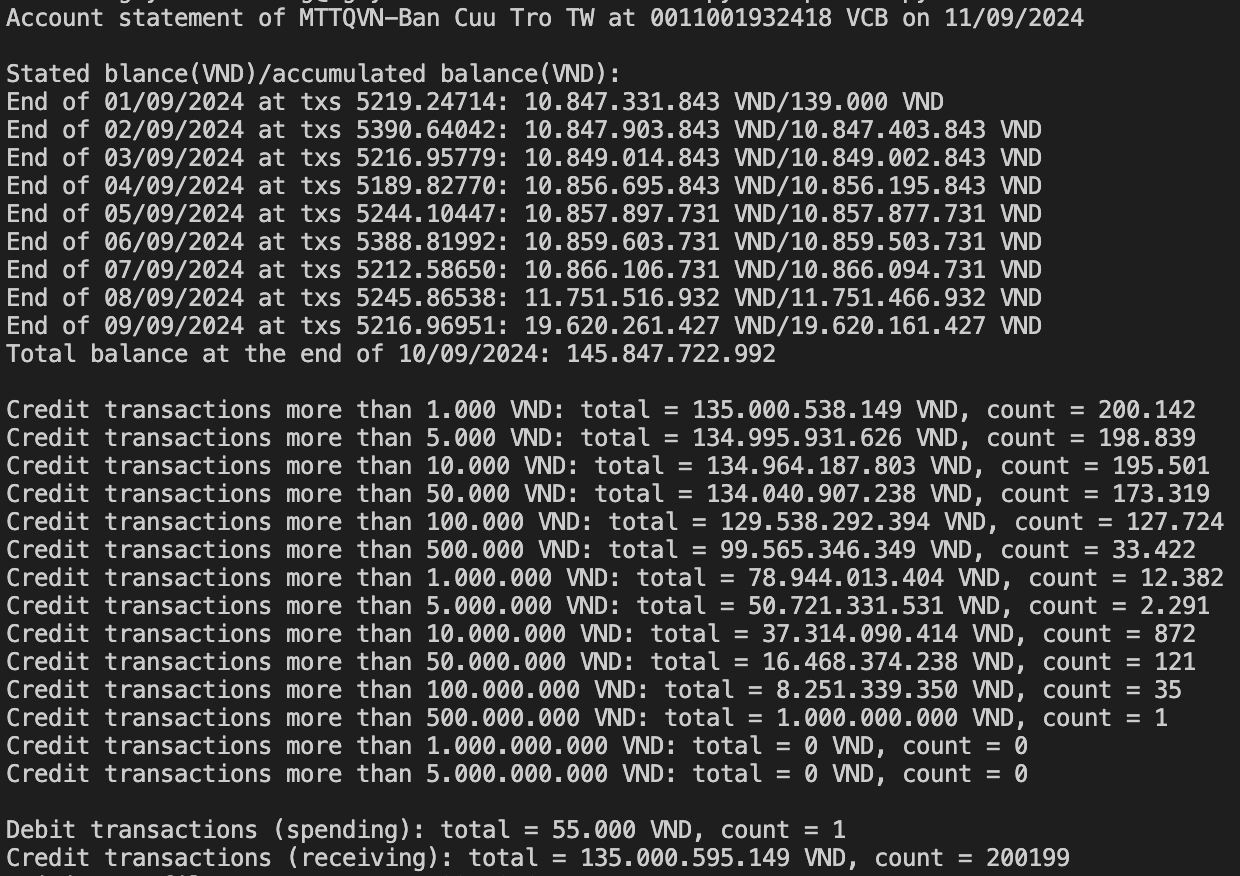 Account statement of MTTQVN-Ban Cuu Tro TW at 0011001932418 VCB on 11/09/2024
Stated blance(VND)/accumulated balance(VND):
End of 01/09/2024 at txs 5219.24714: 10.847.331.843 VND/139.000 VND
End of 02/09/2024 at txs 5390.64042: 10.847.903.843 VND/10.847.403.843 VND
End of 03/09/2024 at txs 5216.95779: 10.849.014.843 VND/10.849.002.843 VND
End of 04/09/2024 at txs 5189.82770: 10.856.695.843 VND/10.856.195.843 VND
End of 05/09/2024 at txs 5244.10447: 10.857.897.731 VND/10.857.877.731 VND
End of 06/09/2024 at txs 5388.81992: 10.859.603.731 VND/10.859.503.731 VND
End of 07/09/2024 at txs 5212.58650: 10.866.106.731 VND/10.866.094.731 VND
End of 08/09/2024 at txs 5245.86538: 11.751.516.932 VND/11.751.466.932 VND
End of 09/09/2024 at txs 5216.96951: 19.620.261.427 VND/19.620.161.427 VND
Total balance at the end of 10/09/2024: 145.847.722.992
Credit transactions more than 1.000 VND: total = 135.000.538.149 VND, count = 200.142
Credit transactions more than 5.000 VND: total = 134.995.931.626 VND, count = 198.839
Credit transactions more than 10.000 VND: total = 134.964.187.803 VND, count = 195.501
Credit transactions more than 50.000 VND: total = 134.040.907.238 VND, count = 173.319
Credit transactions more than 100.000 VND: total = 129.538.292.394 VND, count = 127.724
Credit transactions more than 500.000 VND: total = 99.565.346.349 VND, count = 33.422
Credit transactions more than 1.000.000 VND: total = 78.944.013.404 VND, count = 12.382
Credit transactions more than 5.000.000 VND: total = 50.721.331.531 VND, count = 2.291
Credit transactions more than 10.000.000 VND: total = 37.314.090.414 VND, count = 872
Credit transactions more than 50.000.000 VND: total = 16.468.374.238 VND, count = 121
Credit transactions more than 100.000.000 VND: total = 8.251.339.350 VND, count = 35
Credit transactions more than 500.000.000 VND: total = 1.000.000.000 VND, count = 1
Credit transactions more than 1.000.000.000 VND: total = 0 VND, count = 0
Credit transactions more than 5.000.000.000 VND: total = 0 VND, count = 0
Debit transactions (spending): total = 55.000 VND, count = 1
Credit transactions (receiving): total = 135.000.595.149 VND, count = 200199